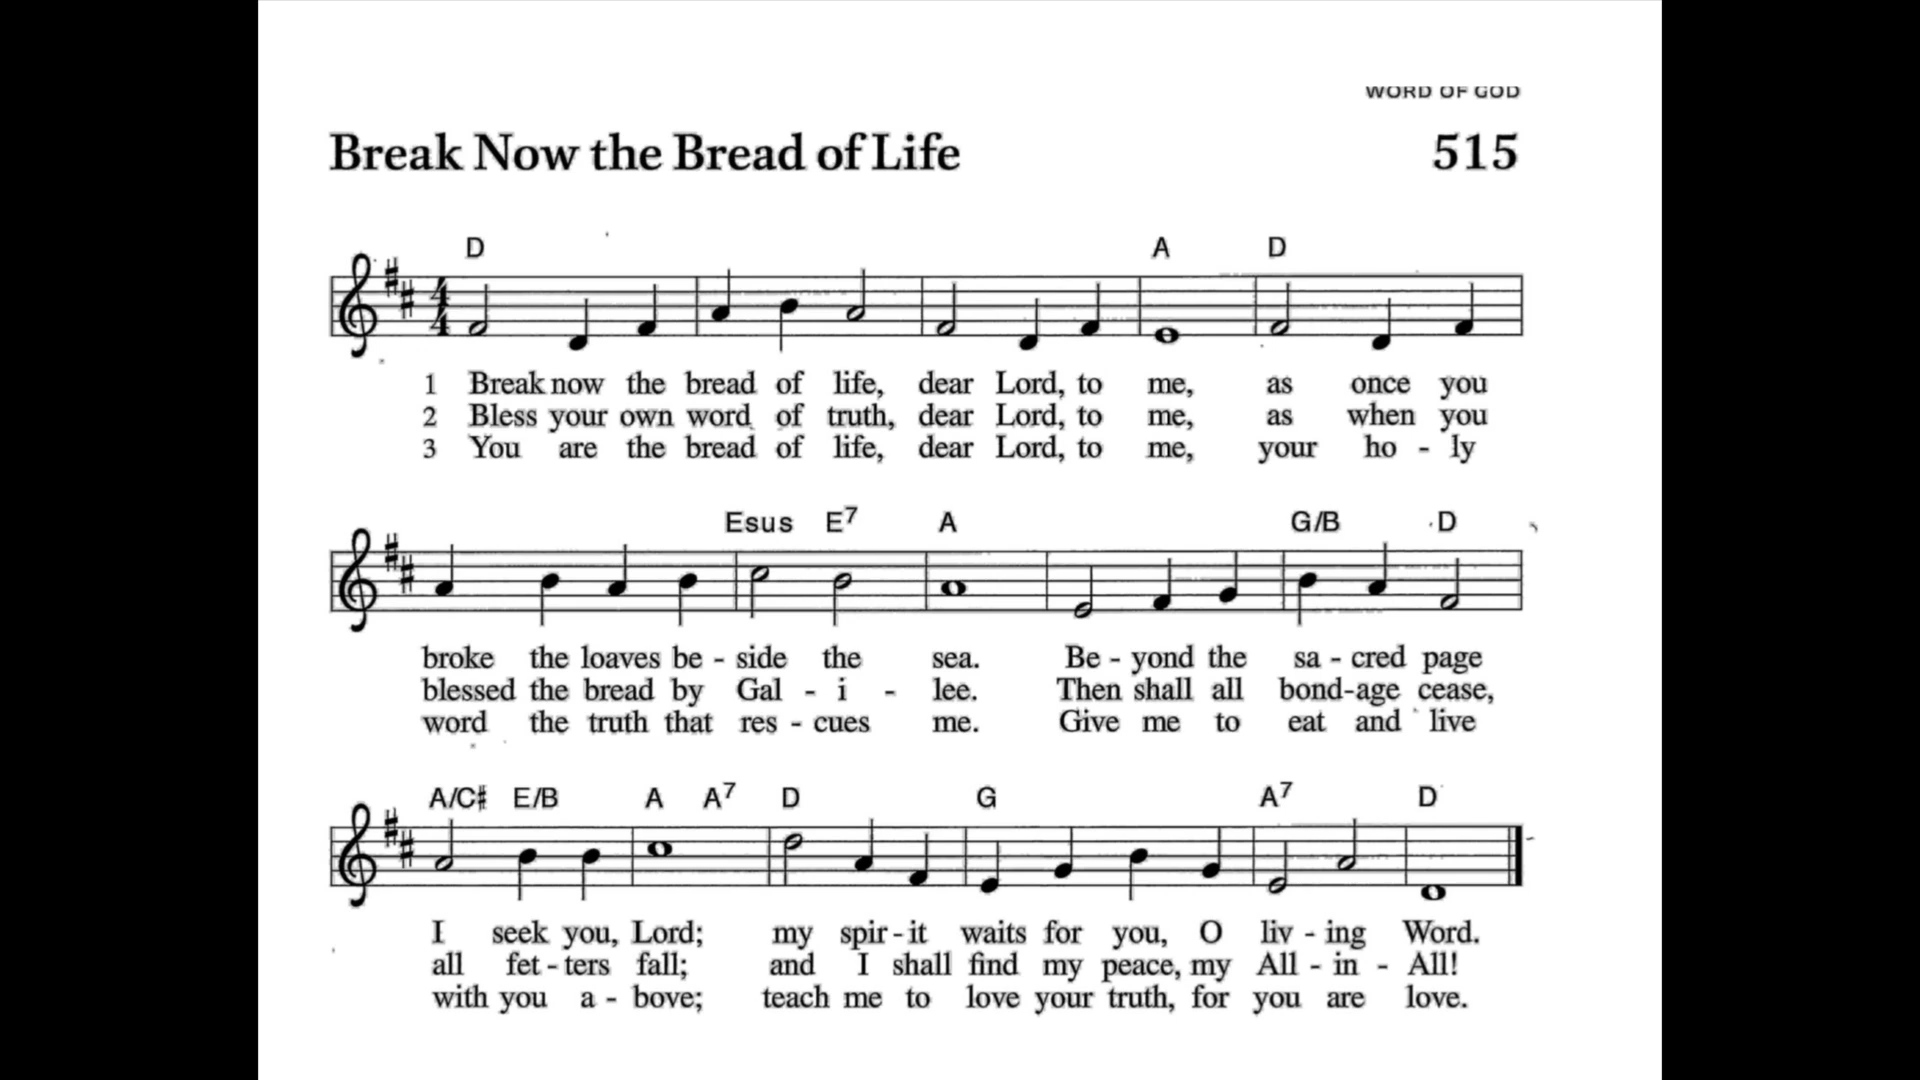 WORD OF GOD
Break Now the Bread of Life 515
D A D
4
4
1 Break now the bread of life, dear Lord, to me, as once you
2 Bless your own word of truth, dear Lord, to me, as when you
3 You are the bread of life, dear Lord, to me, your ho - ly
Esus E7 A G/B D
broke the loaves be - side the sea. Be - yond the sa - cred page
blessed the bread by Gal - i - lee. Then shall all bond-age cease,
word the truth that res - cues me. Give me to eat and live
A/C♯ E/B A A7 D G A7 D
I seek you, Lord; my spir - it waits for you, O liv - ing Word.
all fet - ters fall; and I shall find my peace, my All - in - All!
with you a - bove; teach me to love your truth, for you are love.